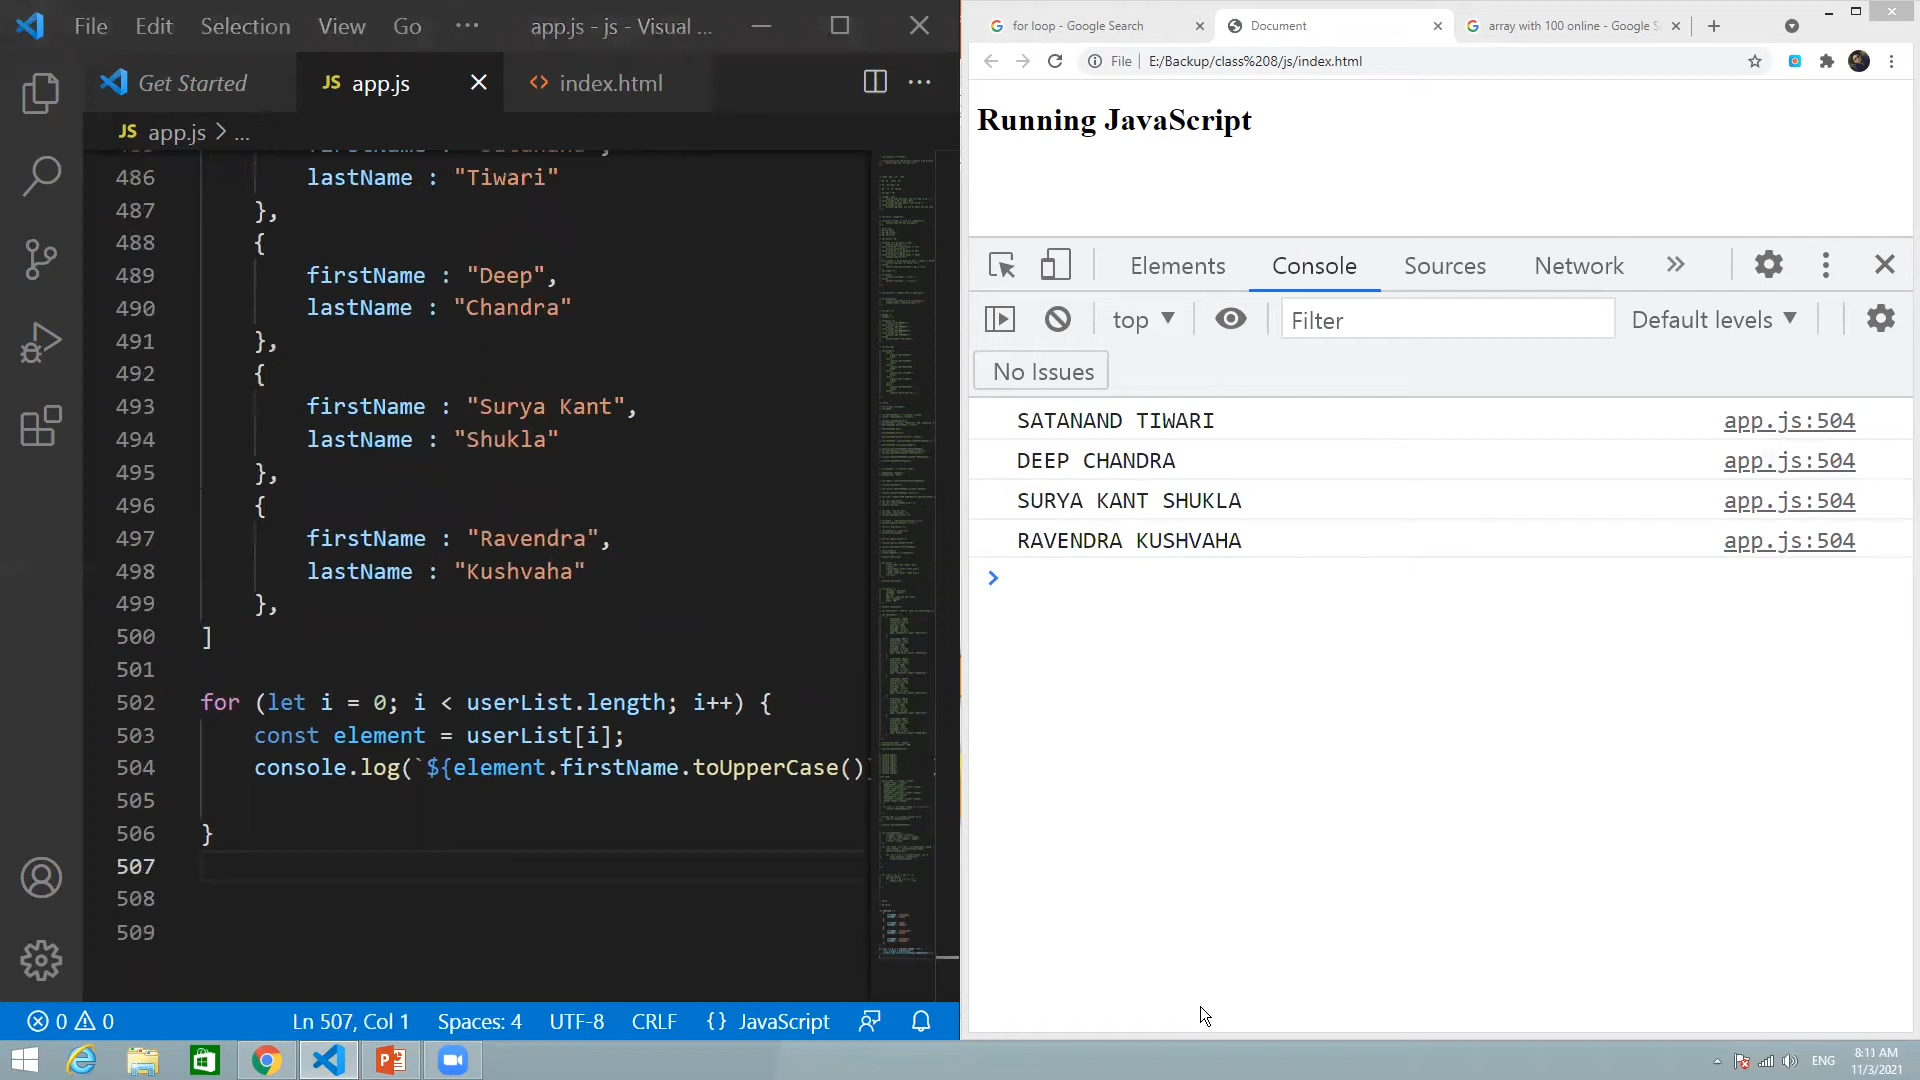 File Edit Selection View Go ··· app.js - js - Visual ...
Get Started JS app.js index.html
JS app.js > ...
486 lastName : "Tiwari"
487 },
488 {
489 firstName : "Deep",
490 lastName : "Chandra"
491 },
492 {
493 firstName : "Surya Kant",
494 lastName : "Shukla"
495 },
496 {
497 firstName : "Ravendra",
498 lastName : "Kushvaha"
499 },
500 ]
501
502 for (let i = 0; i < userList.length; i++) {
503 const element = userList[i];
504 console.log(`${element.firstName.toUpperCase()
505
506 }
507
508
509
0 0 Ln 507, Col 1 Spaces: 4 UTF-8 CRLF {} JavaScript
for loop - Google Search Document array with 100 online - Google S
File E:/Backup/class%208/js/index.html
Running JavaScript
Elements Console Sources Network »
top Filter Default levels
No Issues
SATANAND TIWARI app.js:504
DEEP CHANDRA app.js:504
SURYA KANT SHUKLA app.js:504
RAVENDRA KUSHVAHA app.js:504
>
ENG 8:11 AM
11/3/2021